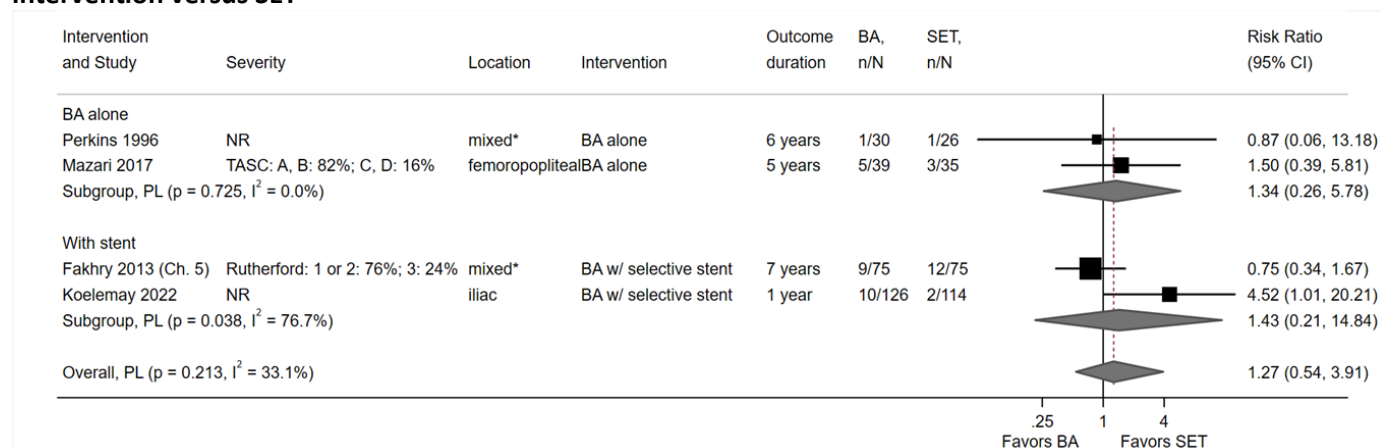 Intervention versus SET
Intervention and Study Severity Location Intervention Outcome duration BA, n/N SET, n/N Risk Ratio (95% CI)
BA alone
Perkins 1996 NR mixed* BA alone 6 years 1/30 1/26 0.87 (0.06, 13.18)
Mazari 2017 TASC: A, B: 82%; C, D: 16% femoropopliteal BA alone 5 years 5/39 3/35 1.50 (0.39, 5.81)
Subgroup, PL (p = 0.725, I² = 0.0%) 1.34 (0.26, 5.78)
With stent
Fakhry 2013 (Ch. 5) Rutherford: 1 or 2: 76%; 3: 24% mixed* BA w/ selective stent 7 years 9/75 12/75 0.75 (0.34, 1.67)
Koelemay 2022 NR iliac BA w/ selective stent 1 year 10/126 2/114 4.52 (1.01, 20.21)
Subgroup, PL (p = 0.038, I² = 76.7%) 1.43 (0.21, 14.84)
Overall, PL (p = 0.213, I² = 33.1%) 1.27 (0.54, 3.91)
.25 1 4
Favors BA Favors SET